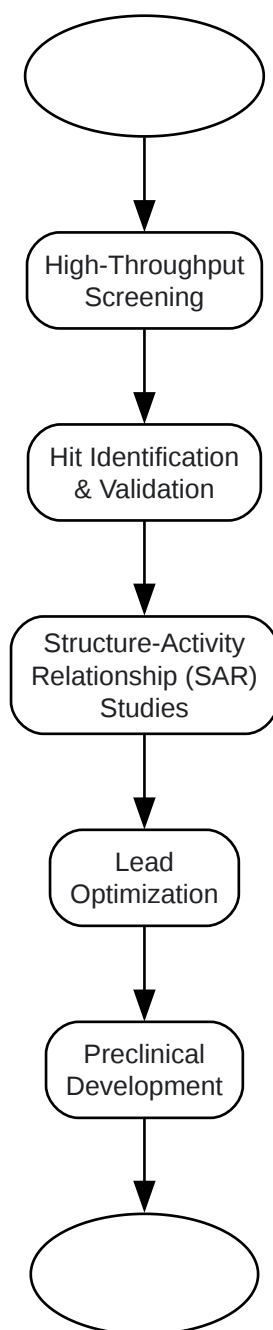 High-Throughput
Screening
Hit Identification
& Validation
Structure-Activity
Relationship (SAR)
Studies
Lead
Optimization
Preclinical
Development